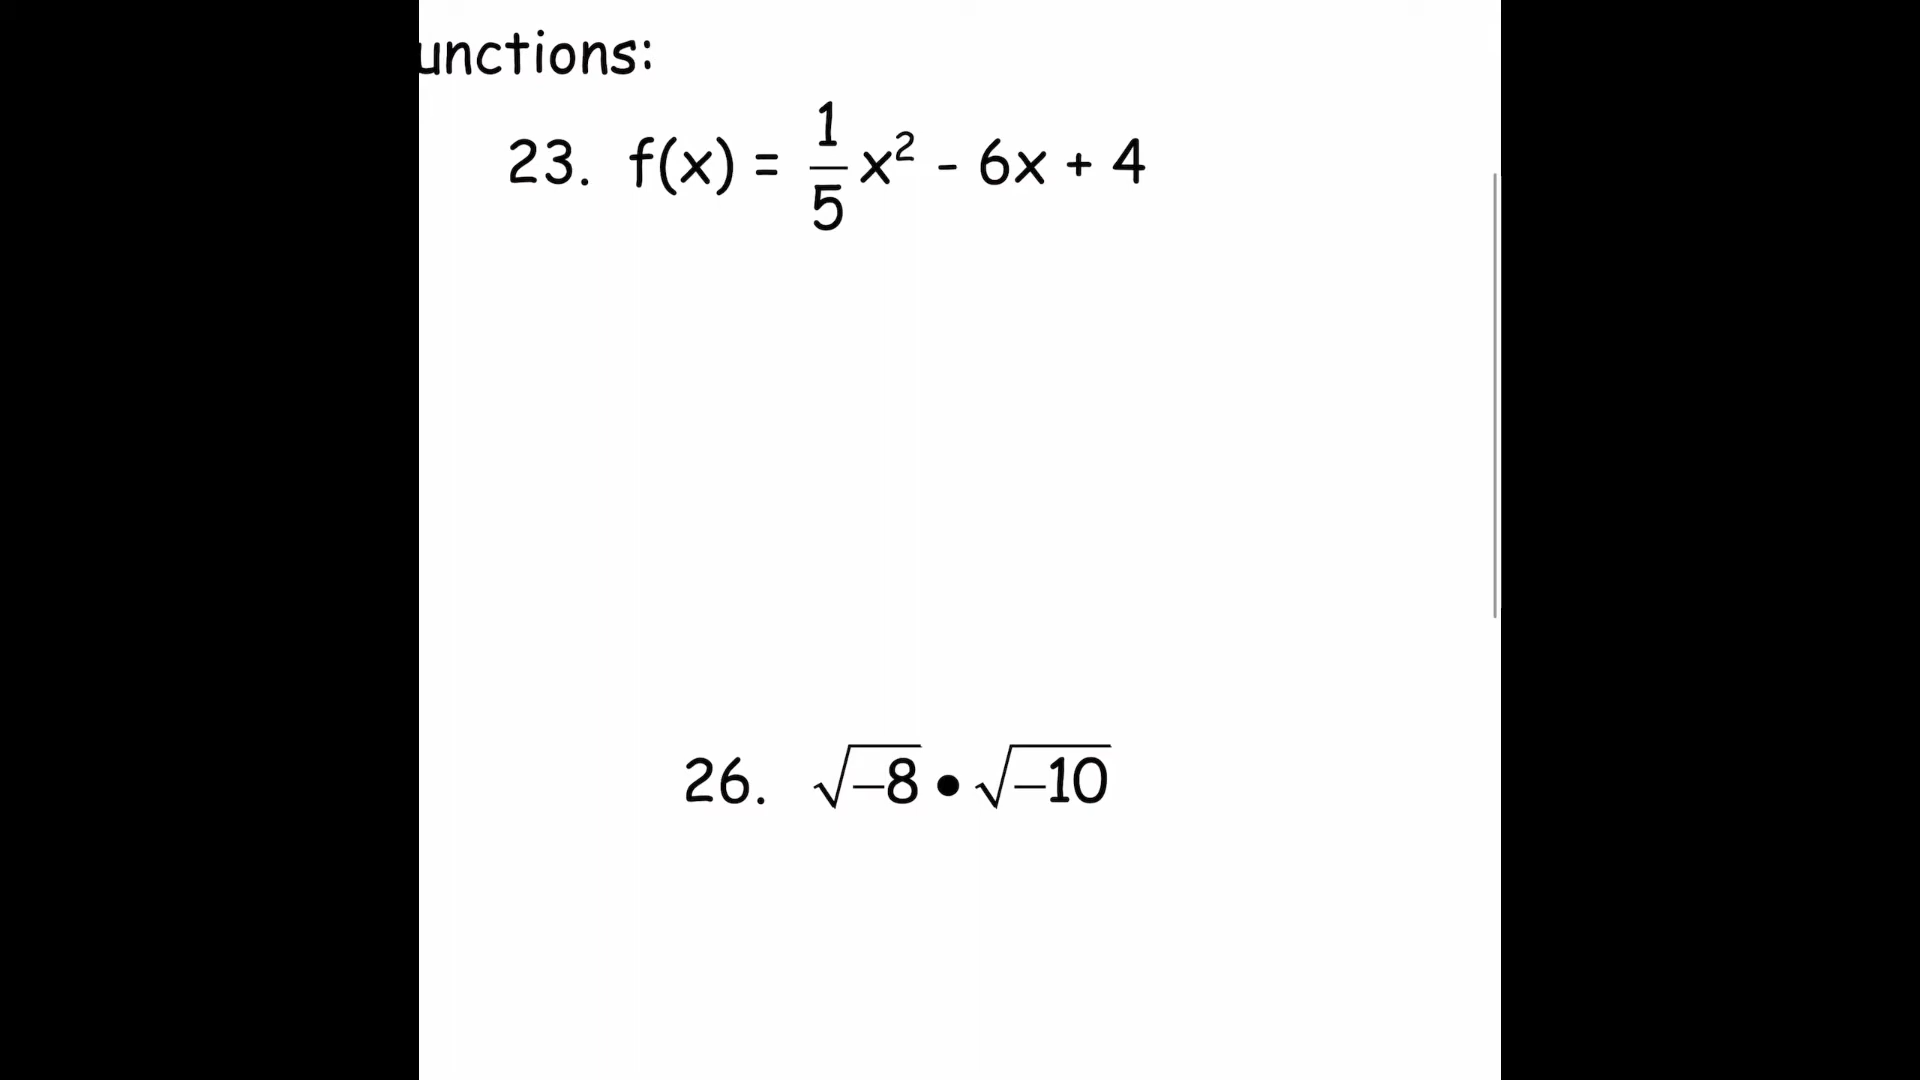 unctions:
23. f(x) = 1/5 x² - 6x + 4
26. √–8 • √–10